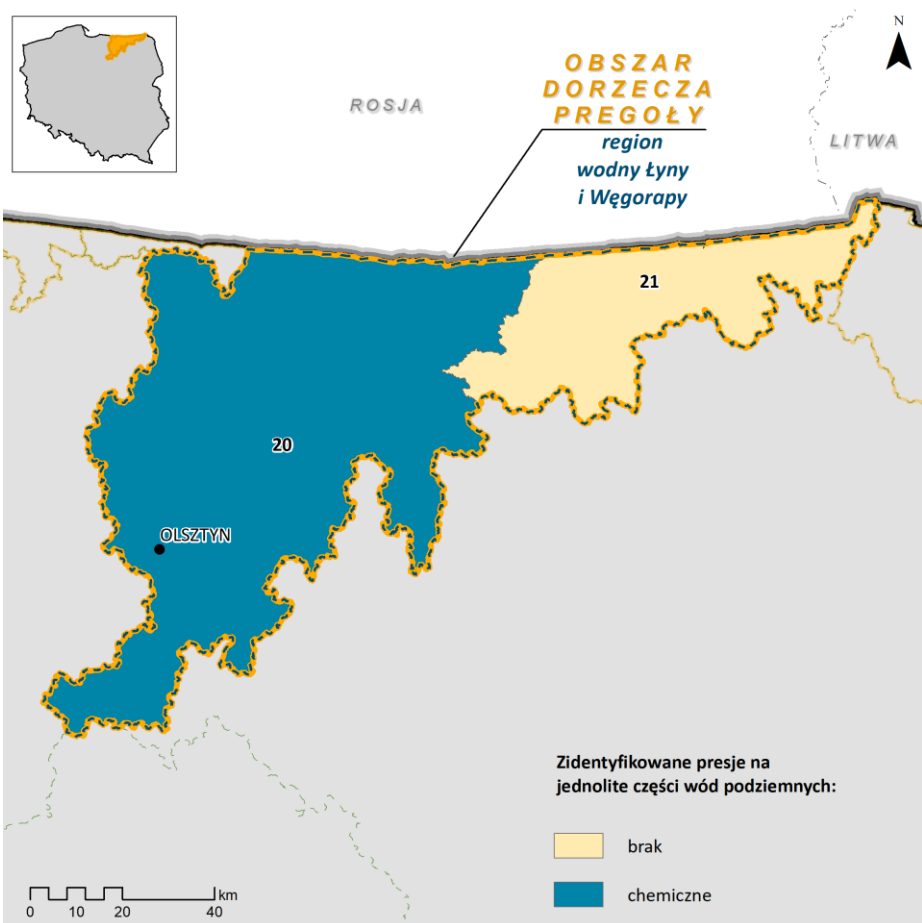 N
ROSJA
OBSZAR
DORZECZA
PREGOŁY
LITWA
region
wodny Łyny
i Węgorapy
21
20
OLSZTYN
Zidentyfikowane presje na
jednolite części wód podziemnych:
brak
chemiczne
km
0 10 20 40